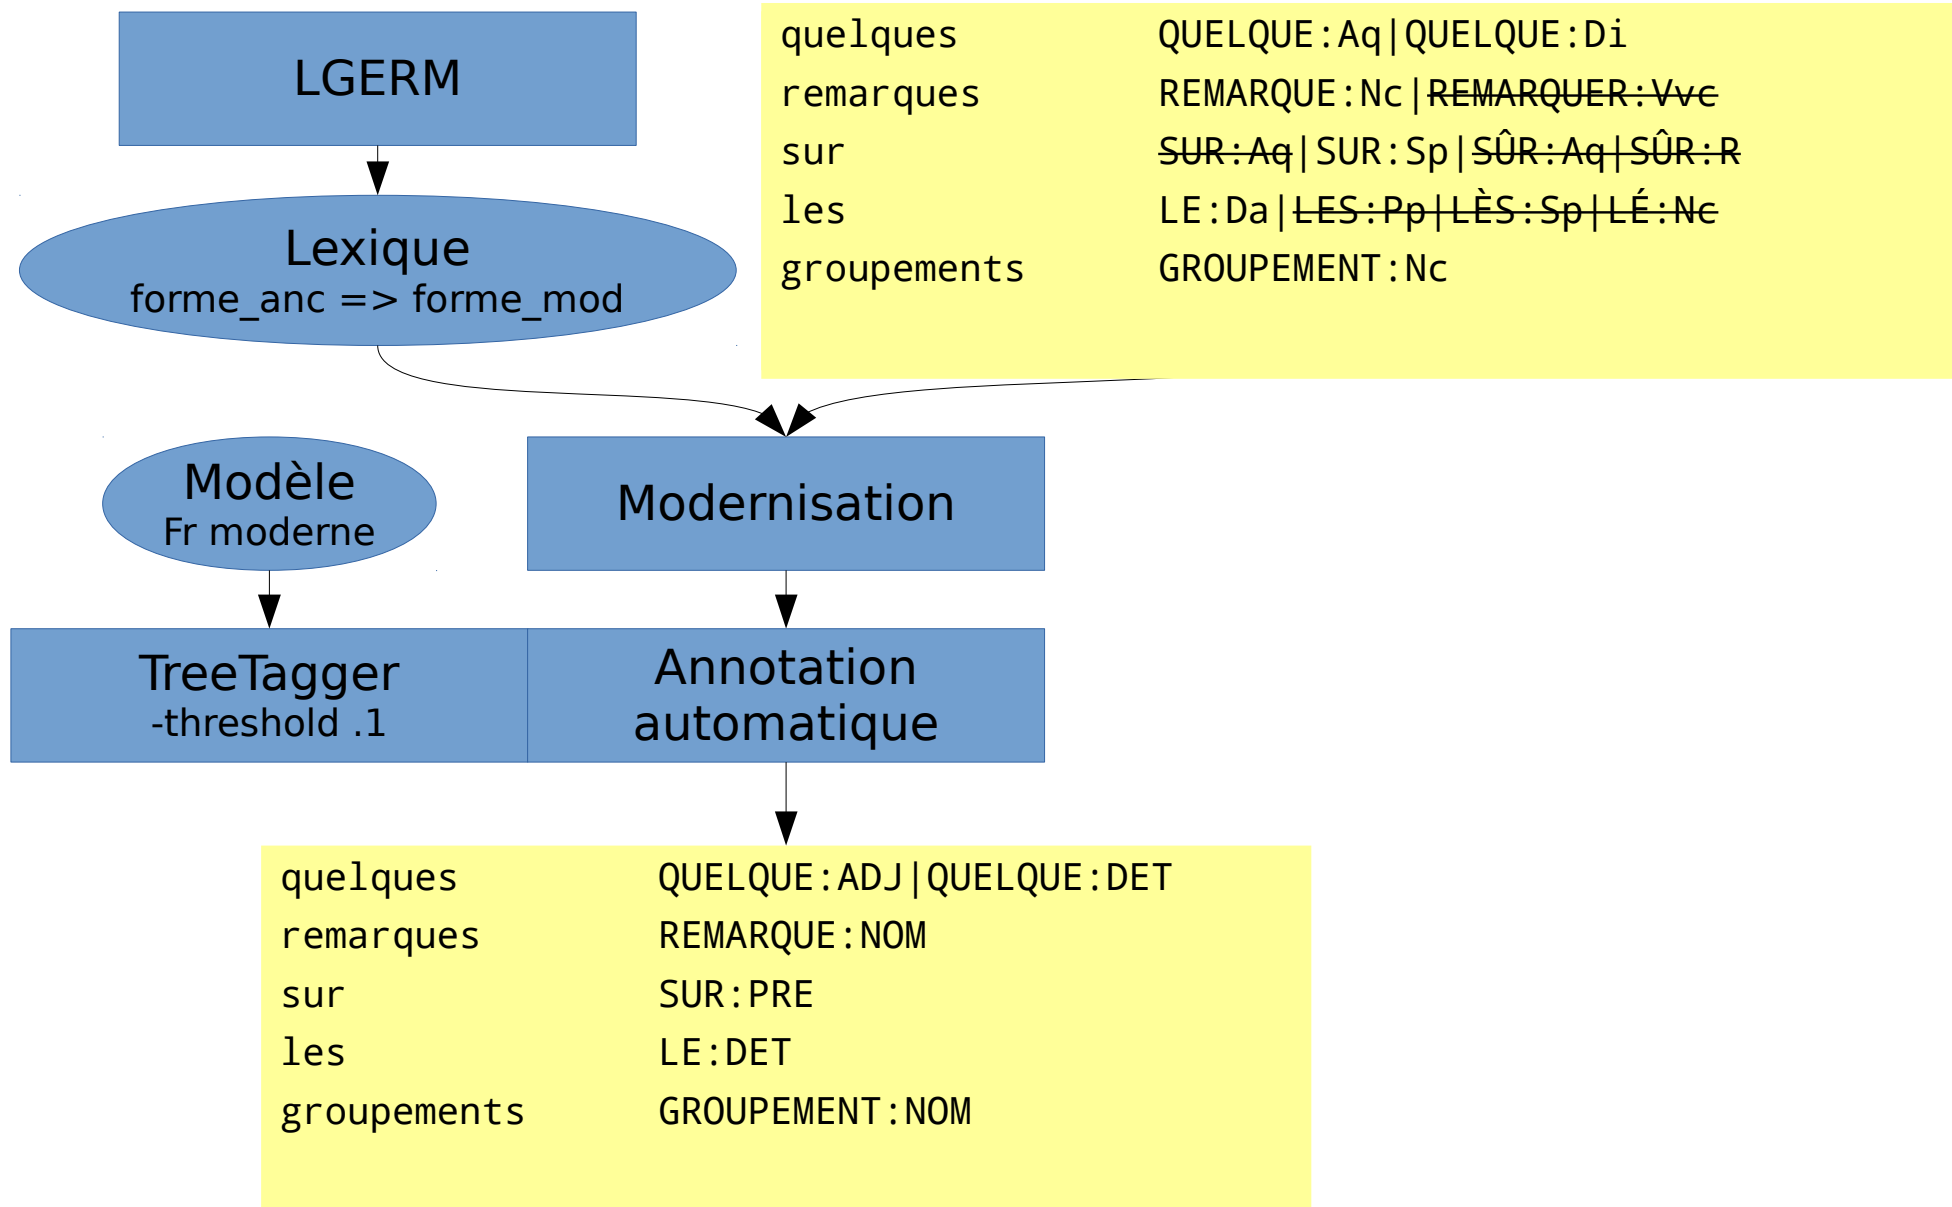 LGERM
Lexique
forme_anc => forme_mod
quelques QUELQUE:Aq|QUELQUE:Di
remarques REMARQUE:Nc|REMARQUER:Vvc
sur SUR:Aq|SUR:Sp|SÛR:Aq|SÛR:R
les LE:Da|LES:Pp|LÈS:Sp|LÉ:Nc
groupements GROUPEMENT:Nc
Modèle
Fr moderne
Modernisation
TreeTagger
-threshold .1
Annotation
automatique
quelques QUELQUE:ADJ|QUELQUE:DET
remarques REMARQUE:NOM
sur SUR:PRE
les LE:DET
groupements GROUPEMENT:NOM